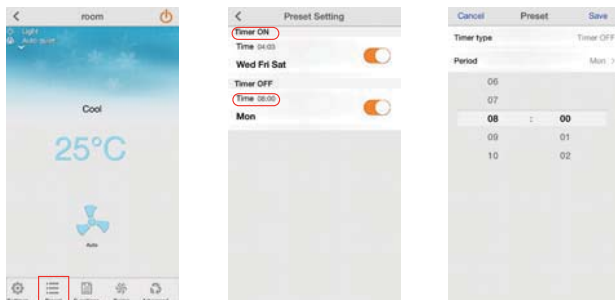 room
Light
Auto quiet
Cool
25°C
Auto
Preset Setting
Timer ON
Time 04:03
Wed Fri Sat
Timer OFF
Time 08:00
Mon
Cancel Preset Save
Timer type Timer OFF
Period Mon >
06
07
08 : 00
09 01
10 02